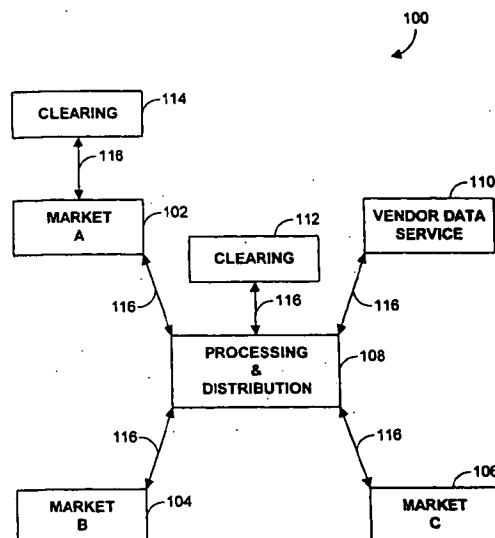 100
CLEARING
114
116
MARKET
A
102
112
CLEARING
110
VENDOR DATA
SERVICE
116
116
116
PROCESSING
&
DISTRIBUTION
108
116
116
MARKET
B
104
106
MARKET
C